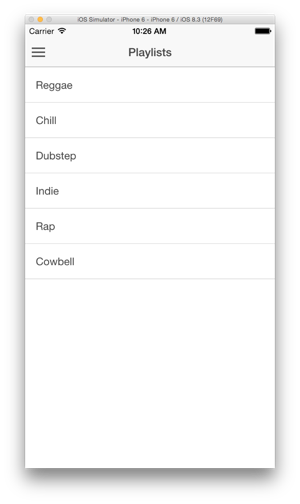 iOS Simulator - iPhone 6 - iPhone 6 / iOS 8.3 (12F69)
Carrier 10:26 AM
Playlists
Reggae
Chill
Dubstep
Indie
Rap
Cowbell